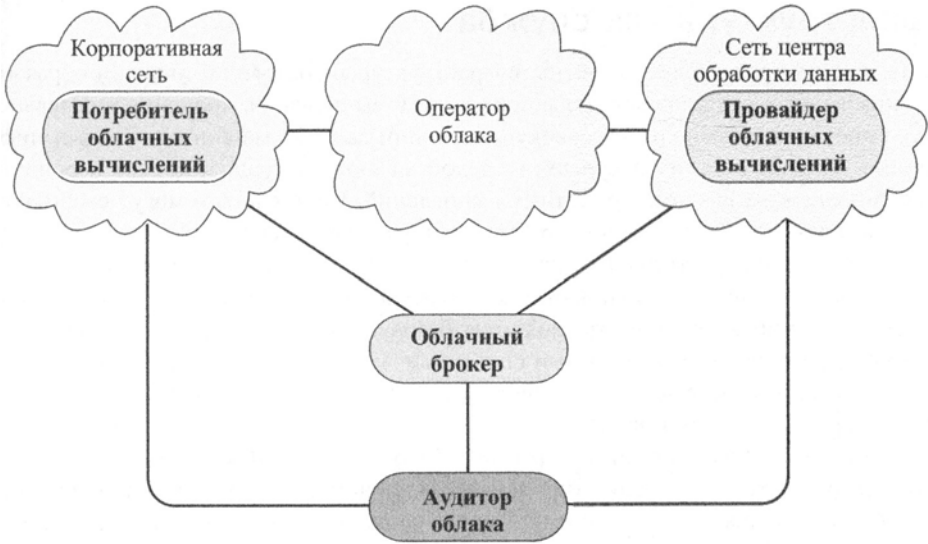 Корпоративная
сеть
Потребитель
облачных
вычислений
Оператор
облака
Сеть центра
обработки данных
Провайдер
облачных
вычислений
Облачный
брокер
Аудитор
облака